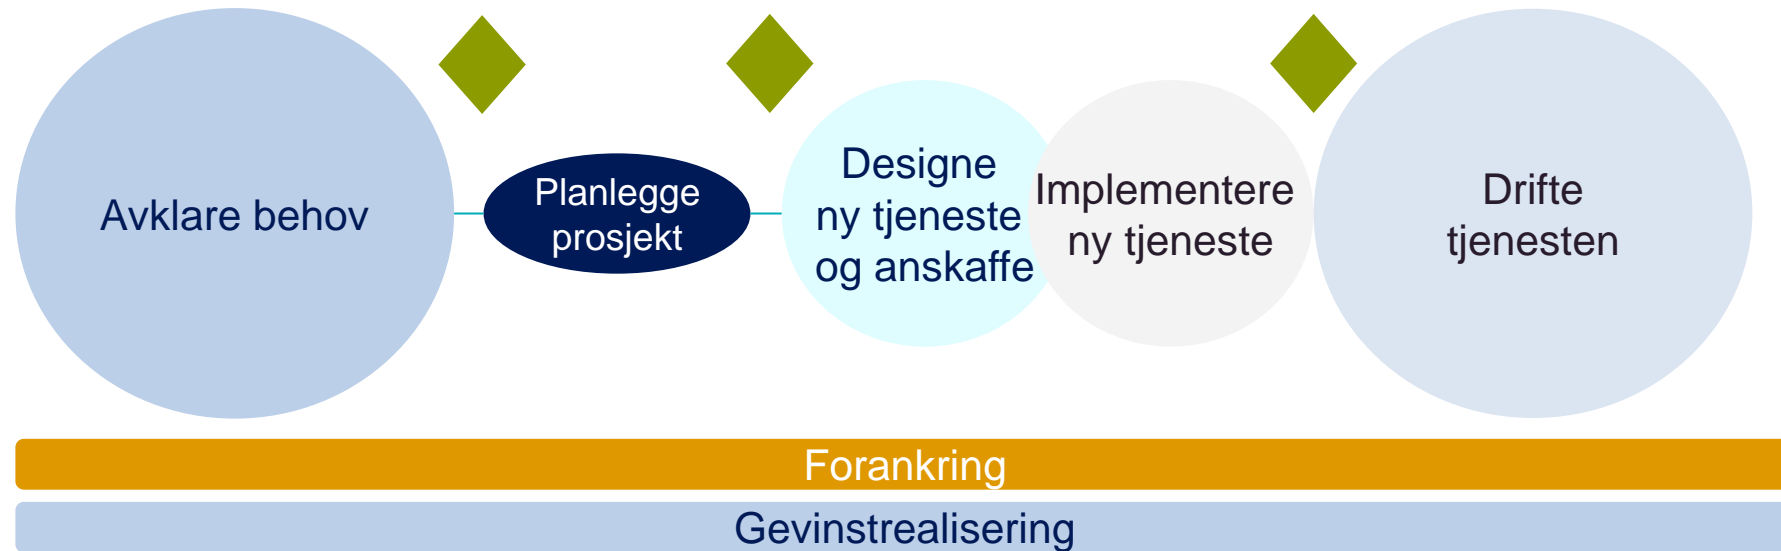 Avklare behov
Planlegge
prosjekt
Designe
ny tjeneste
og anskaffe
Implementere
ny tjeneste
Drifte
tjenesten
Forankring
Gevinstrealisering